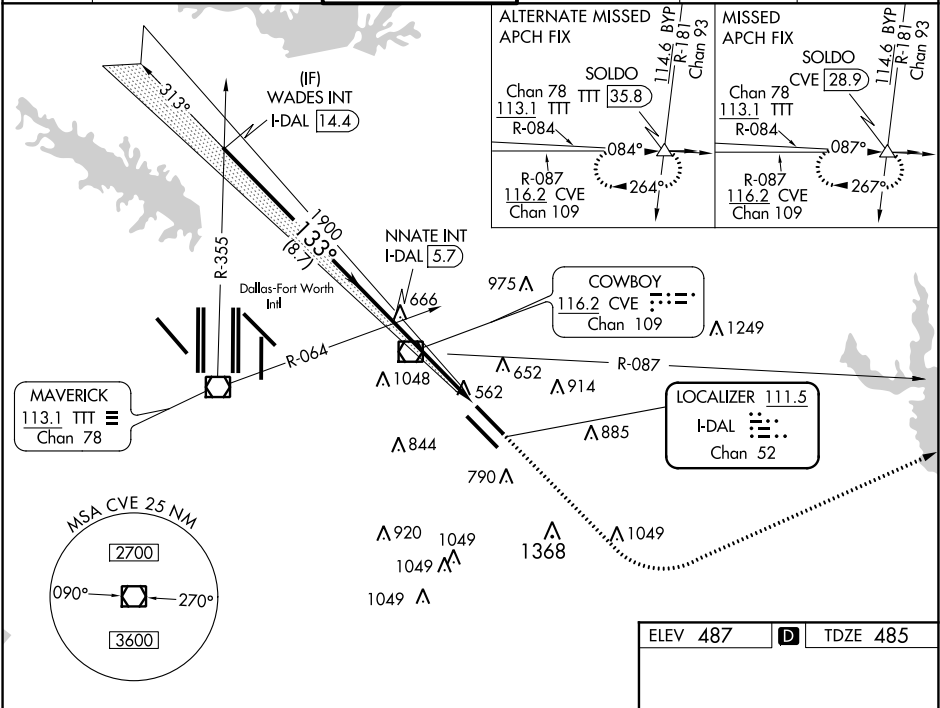 ALTERNATE MISSED
APCH FIX
114.6 BYP
R-181
Chan 93
SOLDO
TTT 35.8
Chan 78
113.1 TTT
R-084
084°
264°
R-087
116.2 CVE
Chan 109
MISSED
APCH FIX
114.6 BYP
R-181
Chan 93
SOLDO
CVE 28.9
Chan 78
113.1 TTT
R-084
087°
267°
R-087
116.2 CVE
Chan 109
313°
(IF)
WADES INT
I-DAL 14.4
1900
133°
(8.7)
R-355
NNATE INT
I-DAL 5.7
Dallas-Fort Worth
Intl
666
975
COWBOY
116.2 CVE
Chan 109
1249
R-064
R-087
1048
652
914
562
MAVERICK
113.1 TTT
Chan 78
LOCALIZER 111.5
I-DAL
Chan 52
844
885
790
MSA CVE 25 NM
2700
090°
270°
3600
920
1049
1049
1049
1368
1049
ELEV 487
D
TDZE 485